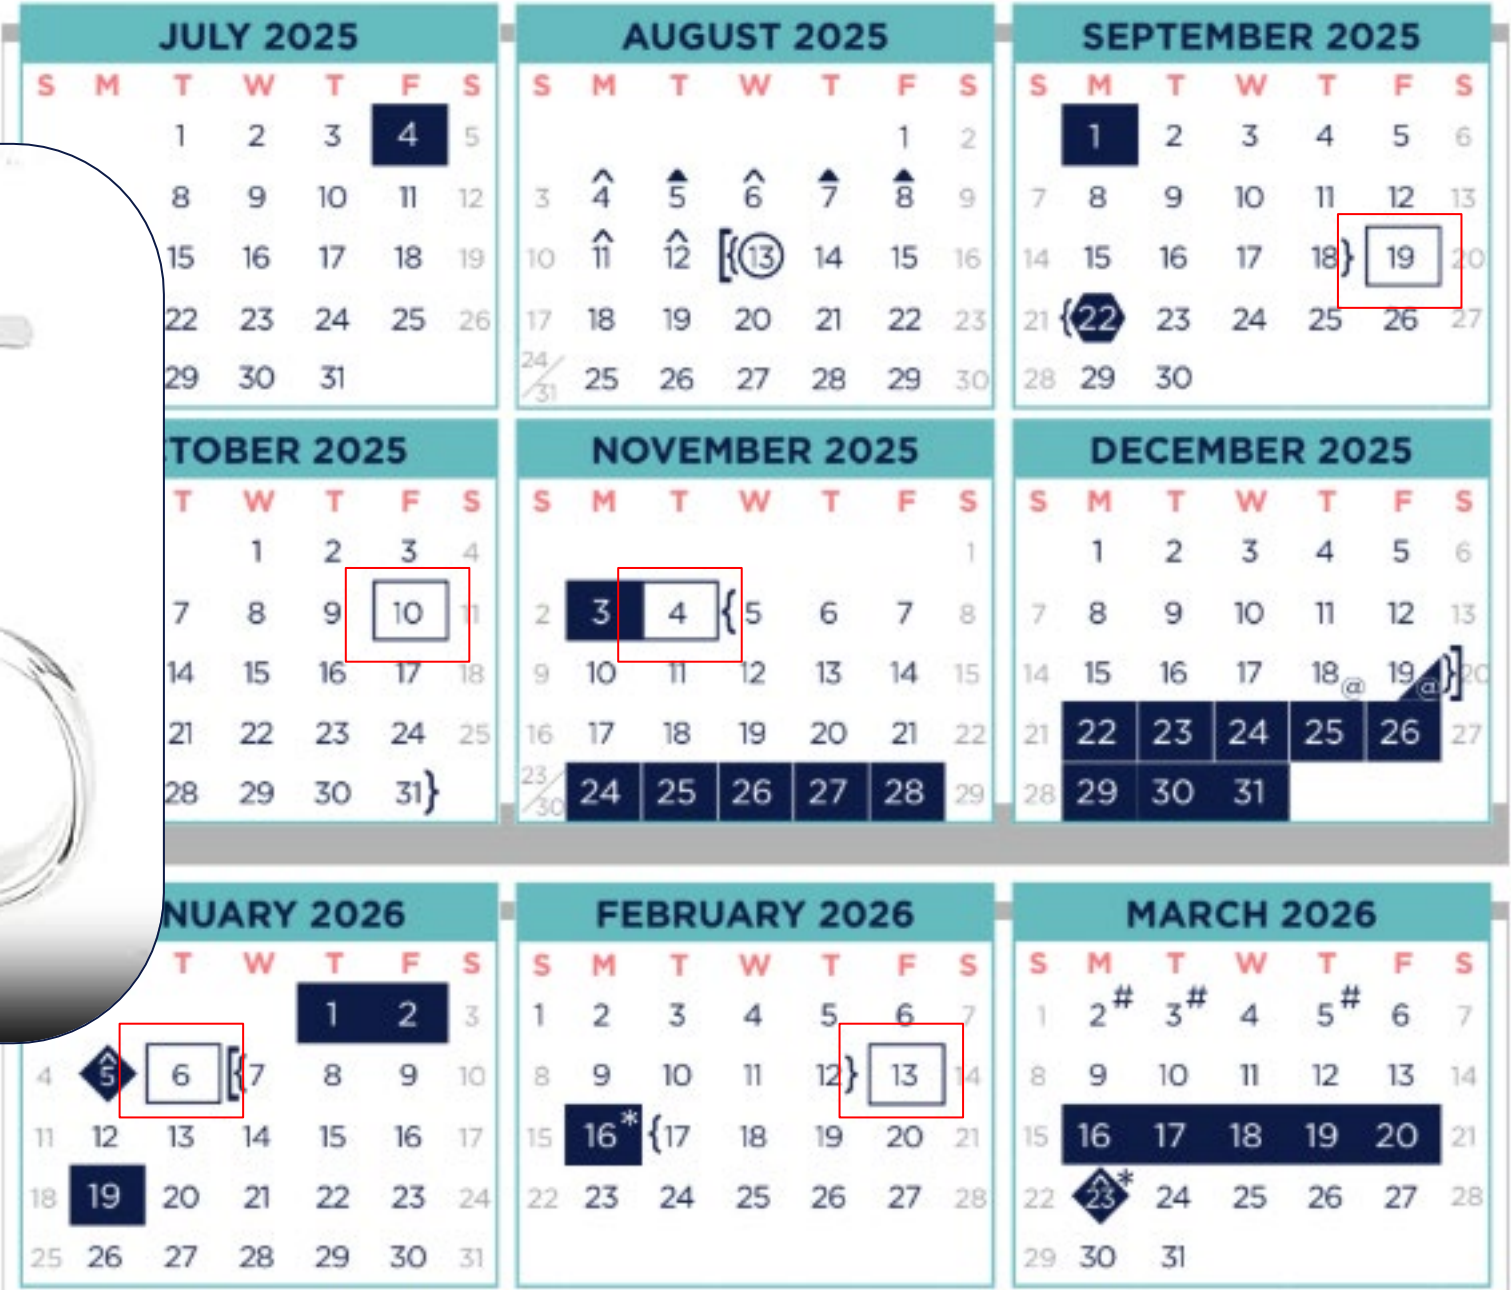 JULY 2025
S M T W T F S
1 2 3 4 5
8 9 10 11 12
15 16 17 18 19
22 23 24 25 26
29 30 31
AUGUST 2025
S M T W T F S
1 2
3 ^4 ▲5 ^6 ▲7 ▲8 9
10 ^11 ^12 [{(13) 14 15 16
17 18 19 20 21 22 23
24/31 25 26 27 28 29 30
SEPTEMBER 2025
S M T W T F S
1 2 3 4 5 6
7 8 9 10 11 12 13
14 15 16 17 18} 19 20
21 {22 23 24 25 26 27
28 29 30
TOBER 2025
T W T F S
1 2 3 4
7 8 9 10 11
14 15 16 17 18
21 22 23 24 25
28 29 30 31}
NOVEMBER 2025
S M T W T F S
1
2 3 4 {5 6 7 8
9 10 11 12 13 14 15
16 17 18 19 20 21 22
23/30 24 25 26 27 28 29
DECEMBER 2025
S M T W T F S
1 2 3 4 5 6
7 8 9 10 11 12 13
14 15 16 17 18@ 19@}] 20
21 22 23 24 25 26 27
28 29 30 31
NUARY 2026
T W T F S
1 2 3
4 ^5 6 [{7 8 9 10
11 12 13 14 15 16 17
18 19 20 21 22 23 24
25 26 27 28 29 30 31
FEBRUARY 2026
S M T W T F S
1 2 3 4 5 6 7
8 9 10 11 12} 13 14
15 16* {17 18 19 20 21
22 23 24 25 26 27 28
MARCH 2026
S M T W T F S
1 2# 3# 4 5# 6 7
8 9 10 11 12 13 14
15 16 17 18 19 20 21
22 ^23* 24 25 26 27 28
29 30 31